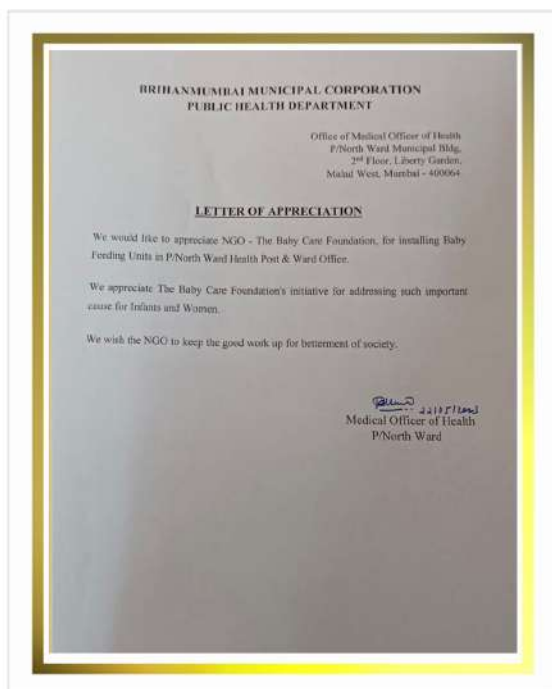 BRIHANMUMBAI MUNICIPAL CORPORATION
PUBLIC HEALTH DEPARTMENT
Office of Medical Officer of Health
P/North Ward Municipal Bldg,
2nd Floor, Liberty Garden,
Malad West, Mumbai - 400064
LETTER OF APPRECIATION
We would like to appreciate NGO - The Baby Care Foundation, for installing Baby
Feeding Units in P/North Ward Health Post & Ward Office.
We appreciate The Baby Care Foundation's initiative for addressing such important
cause for Infants and Women.
We wish the NGO to keep the good work up for betterment of society.
Medical Officer of Health
P/North Ward